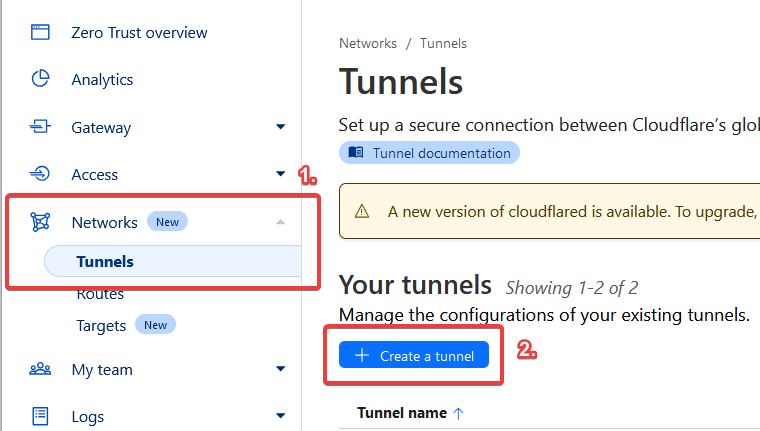 Zero Trust overview
Analytics
Gateway
Access
1.
Networks New
Tunnels
Routes
Targets New
My team
Logs
Networks / Tunnels
Tunnels
Set up a secure connection between Cloudflare's glo
Tunnel documentation
A new version of cloudflared is available. To upgrade,
Your tunnels Showing 1-2 of 2
Manage the configurations of your existing tunnels.
+ Create a tunnel
2.
Tunnel name ↑